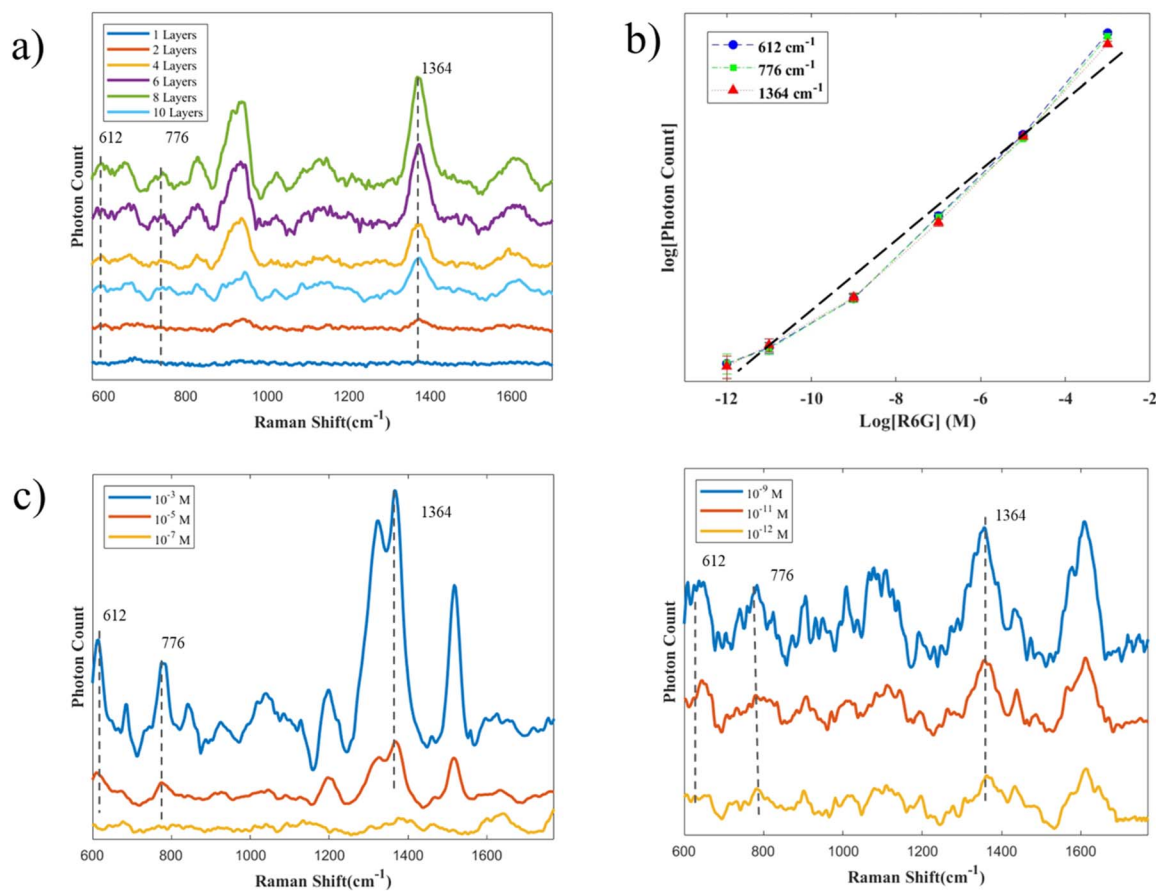 a)
1 Layers
2 Layers
4 Layers
6 Layers
8 Layers
10 Layers
612
776
1364
Photon Count
600 800 1000 1200 1400 1600
Raman Shift(cm⁻¹)
b)
612 cm⁻¹
776 cm⁻¹
1364 cm⁻¹
log[Photon Count]
-12 -10 -8 -6 -4 -2
Log[R6G] (M)
c)
10⁻³ M
10⁻⁵ M
10⁻⁷ M
612
776
1364
Photon Count
600 800 1000 1200 1400 1600
Raman Shift(cm⁻¹)
10⁻⁹ M
10⁻¹¹ M
10⁻¹² M
612
776
1364
Photon Count
600 800 1000 1200 1400 1600
Raman Shift(cm⁻¹)